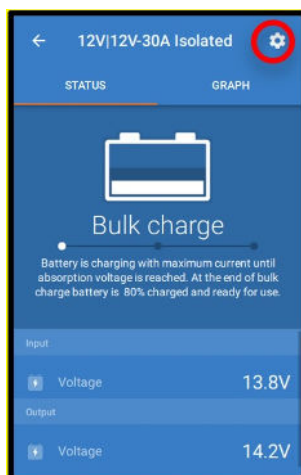 12V|12V-30A Isolated
STATUS GRAPH
Bulk charge
Battery is charging with maximum current until
absorption voltage is reached. At the end of bulk
charge battery is 80% charged and ready for use.
Input
Voltage 13.8V
Output
Voltage 14.2V